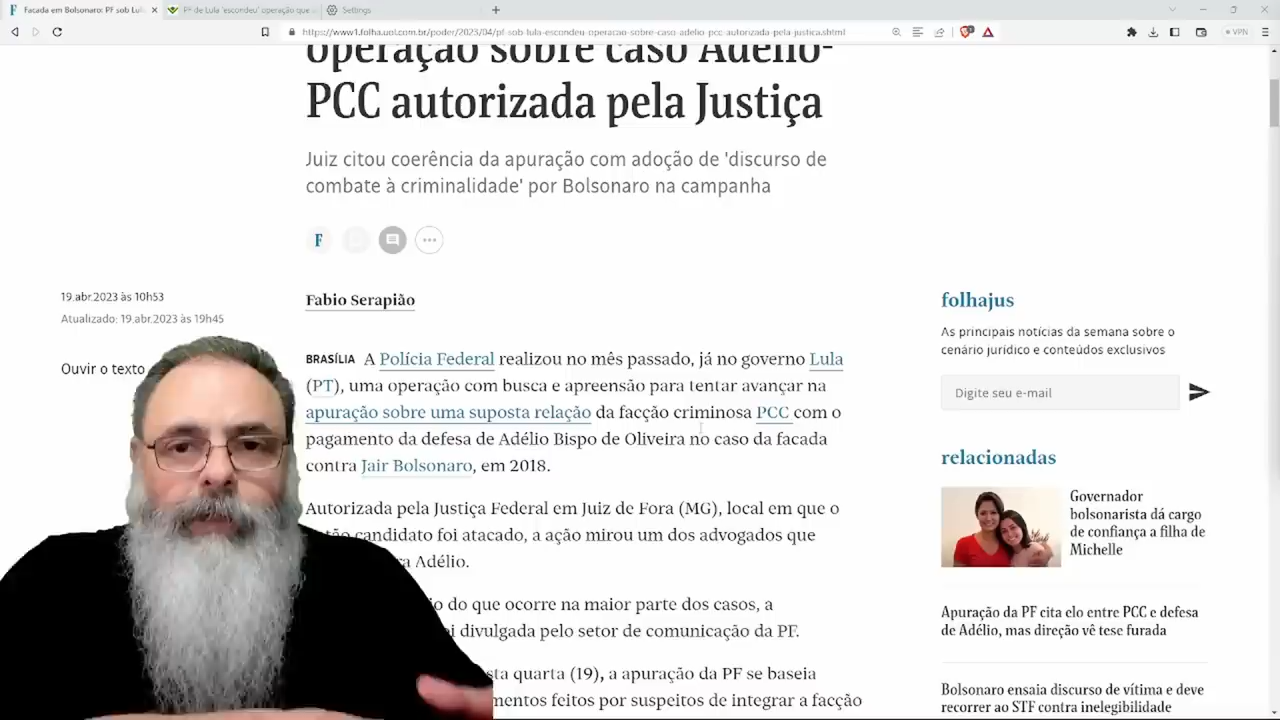 Facada em Bolsonaro: PF sob Lul
PF de Lula 'escondeu' operação que
Settings
https://www1.folha.uol.com.br/poder/2023/04/pf-sob-lula-escondeu-operacao-sobre-caso-adelio-pcc-autorizada-pela-justica.shtml
VPN
operação sobre caso Adélio-
PCC autorizada pela Justiça
Juiz citou coerência da apuração com adoção de 'discurso de
combate à criminalidade' por Bolsonaro na campanha
F
19.abr.2023 às 10h53
Atualizado: 19.abr.2023 às 19h45
Ouvir o texto
Fabio Serapião
BRASÍLIA A Polícia Federal realizou no mês passado, já no governo Lula
(PT), uma operação com busca e apreensão para tentar avançar na
apuração sobre uma suposta relação da facção criminosa PCC com o
pagamento da defesa de Adélio Bispo de Oliveira no caso da facada
contra Jair Bolsonaro, em 2018.
Autorizada pela Justiça Federal em Juiz de Fora (MG), local em que o
candidato foi atacado, a ação mirou um dos advogados que
Adélio.
do que ocorre na maior parte dos casos, a
divulgada pelo setor de comunicação da PF.
quarta (19), a apuração da PF se baseia
feitos por suspeitos de integrar a facção
folhajus
As principais notícias da semana sobre o
cenário jurídico e conteúdos exclusivos
Digite seu e-mail
relacionadas
Governador
bolsonarista dá cargo
de confiança a filha de
Michelle
Apuração da PF cita elo entre PCC e defesa
de Adélio, mas direção vê tese furada
Bolsonaro ensaia discurso de vítima e deve
recorrer ao STF contra inelegibilidade